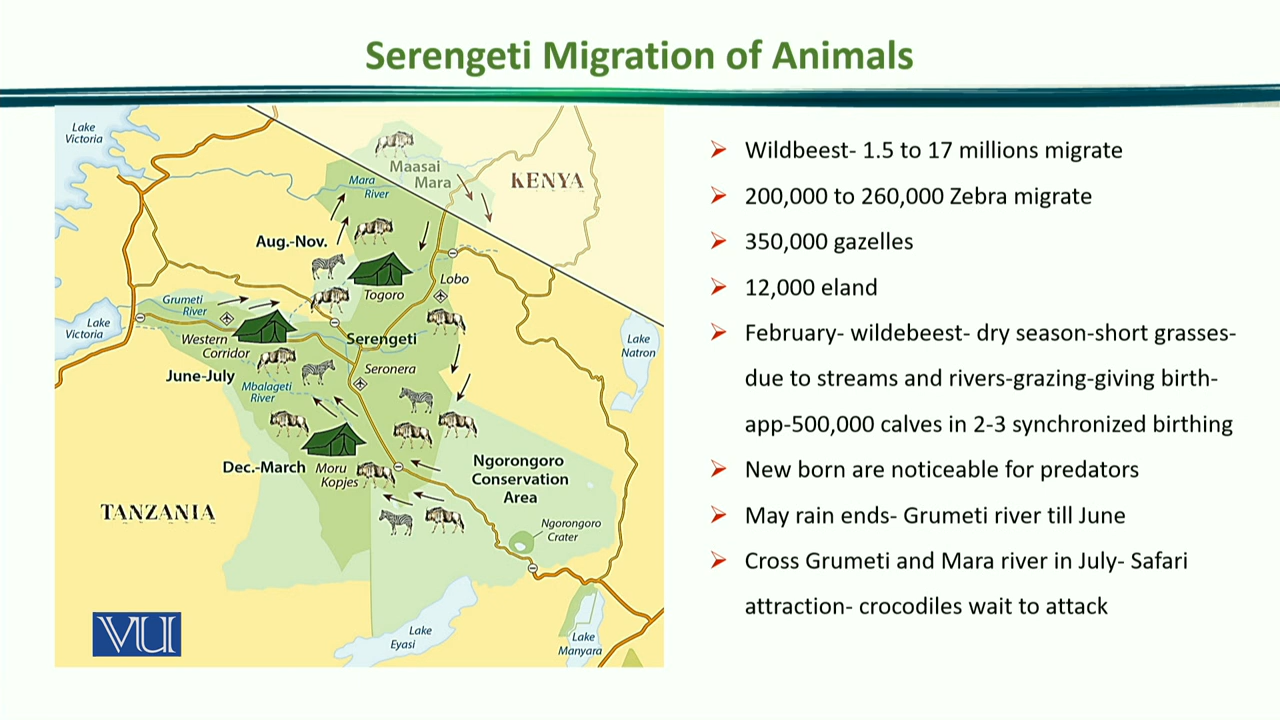 Serengeti Migration of Animals
Lake
Victoria
Maasai
Mara
KENYA
Mara
River
Aug.-Nov.
Togoro
Lobo
Grumeti
River
Lake
Victoria
Western
Corridor
Serengeti
Lake
Natron
June-July
Seronera
Mbalageti
River
Dec.-March
Moru
Kopjes
Ngorongoro
Conservation
Area
TANZANIA
Ngorongoro
Crater
VU
Lake
Eyasi
Lake
Manyara
Wildbeest- 1.5 to 17 millions migrate
200,000 to 260,000 Zebra migrate
350,000 gazelles
12,000 eland
February- wildebeest- dry season-short grasses-
due to streams and rivers-grazing-giving birth-
app-500,000 calves in 2-3 synchronized birthing
New born are noticeable for predators
May rain ends- Grumeti river till June
Cross Grumeti and Mara river in July- Safari
attraction- crocodiles wait to attack